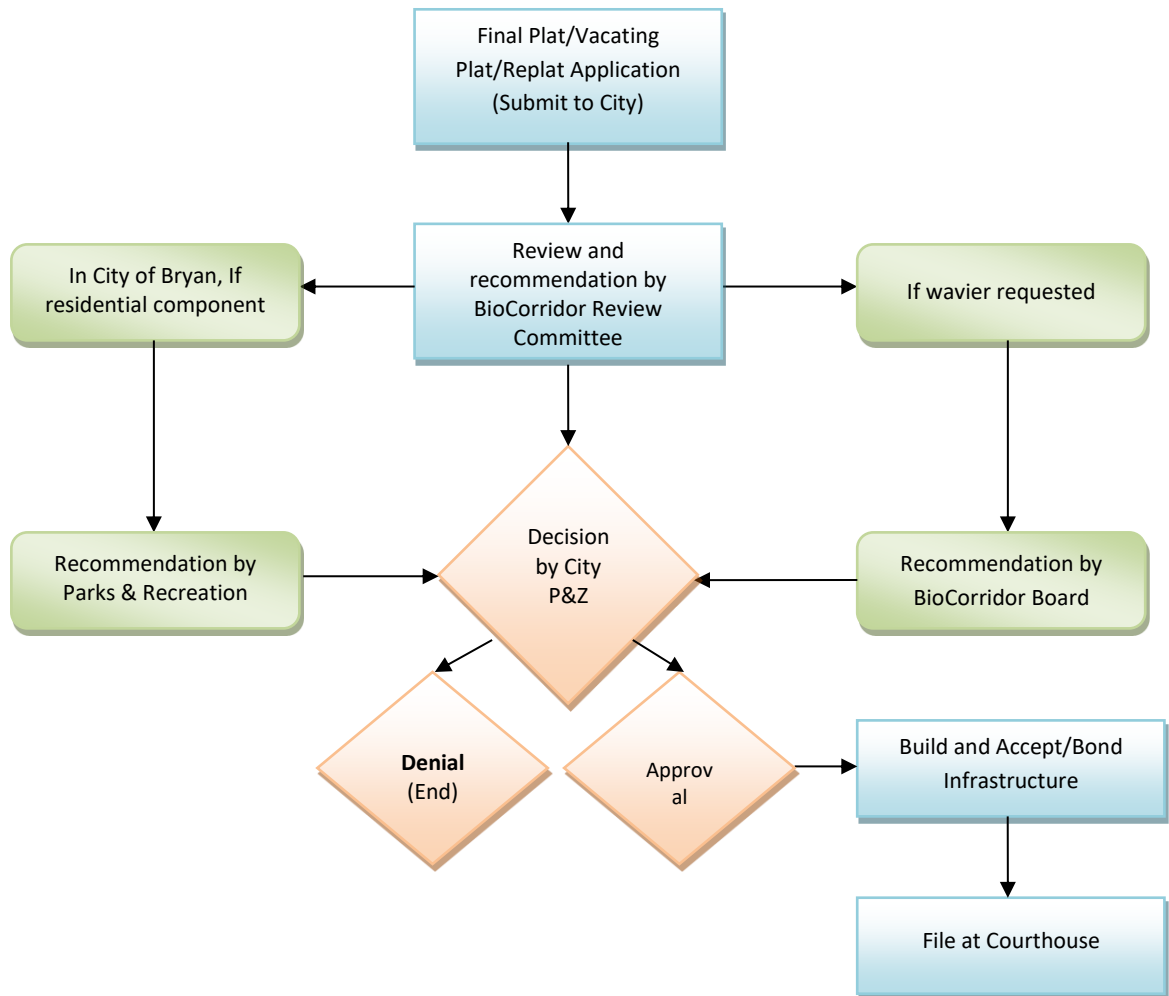 Final Plat/Vacating
Plat/Replat Application
(Submit to City)
In City of Bryan, If
residential component
Review and
recommendation by
BioCorridor Review
Committee
If wavier requested
Recommendation by
Parks & Recreation
Decision
by City
P&Z
Recommendation by
BioCorridor Board
Denial
(End)
Approv
al
Build and Accept/Bond
Infrastructure
File at Courthouse